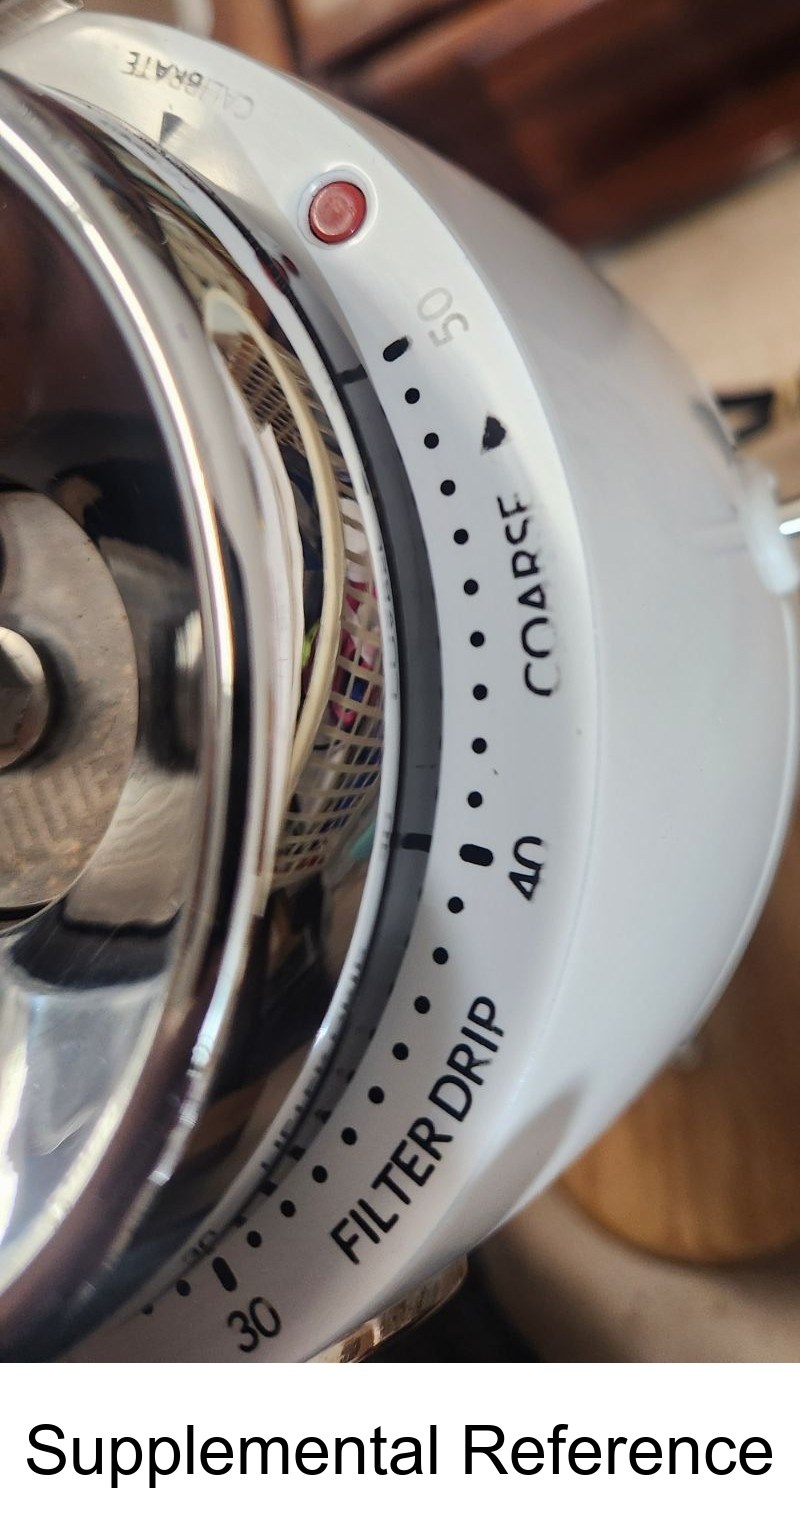 CALIBRATE
50
COARSE
40
FILTER DRIP
30
Supplemental Reference